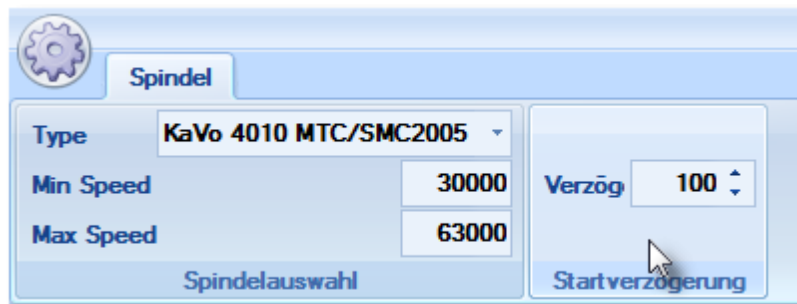 Spindel
Type KaVo 4010 MTC/SMC2005
Min Speed 30000 Verzög 100
Max Speed 63000
Spindelauswahl Startverzögerung